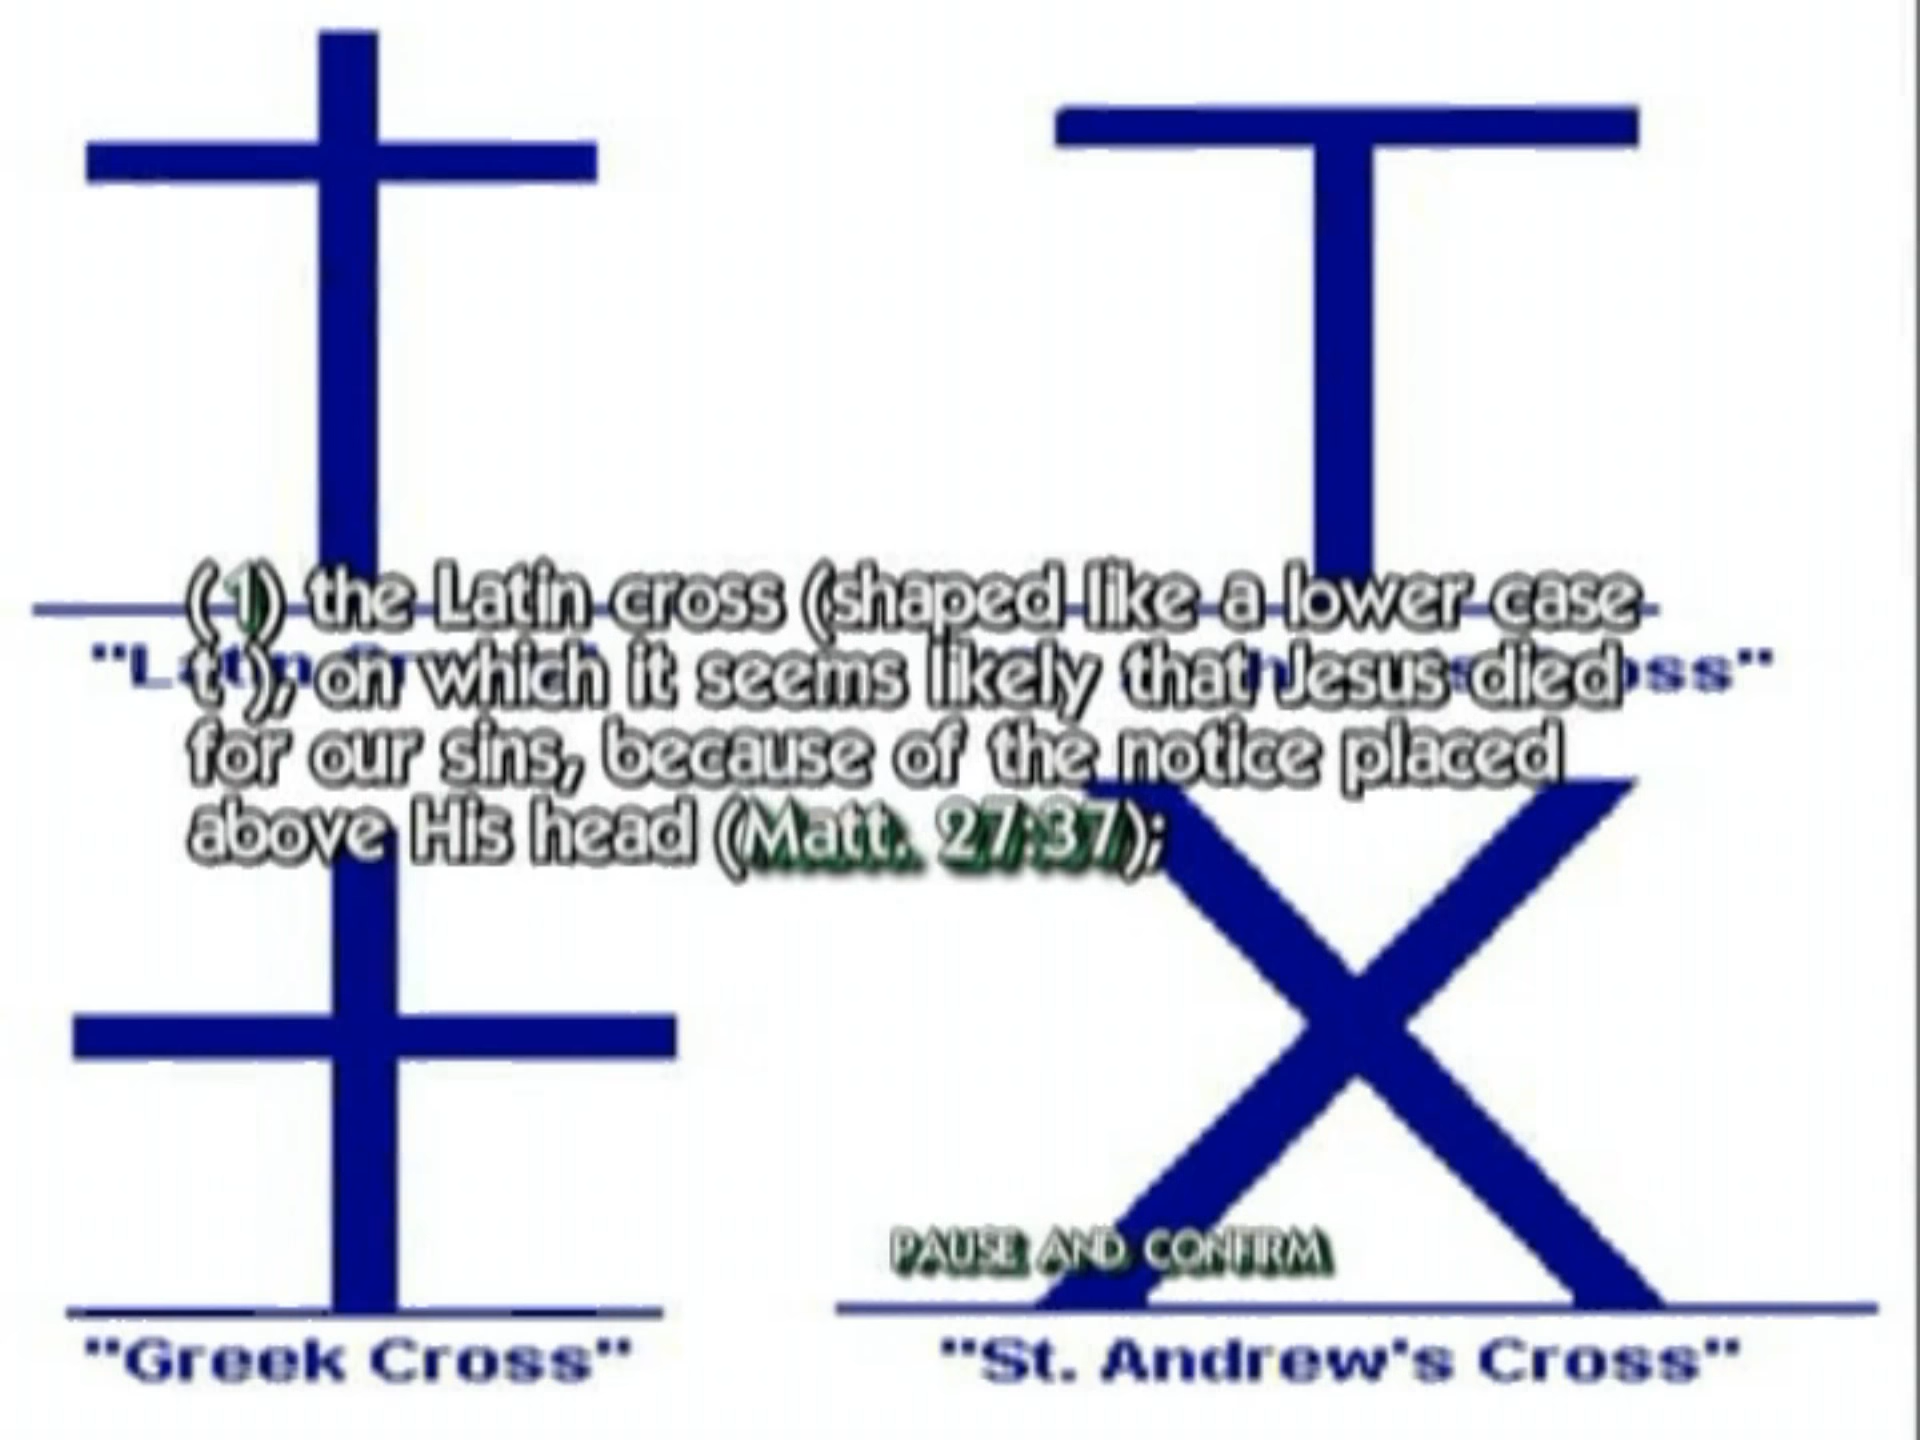 (1) the Latin cross (shaped like a lower case
t ), on which it seems likely that Jesus died
for our sins, because of the notice placed
above His head (Matt. 27:37);
PAUSE AND CONFIRM
"Greek Cross"
"St. Andrew's Cross"